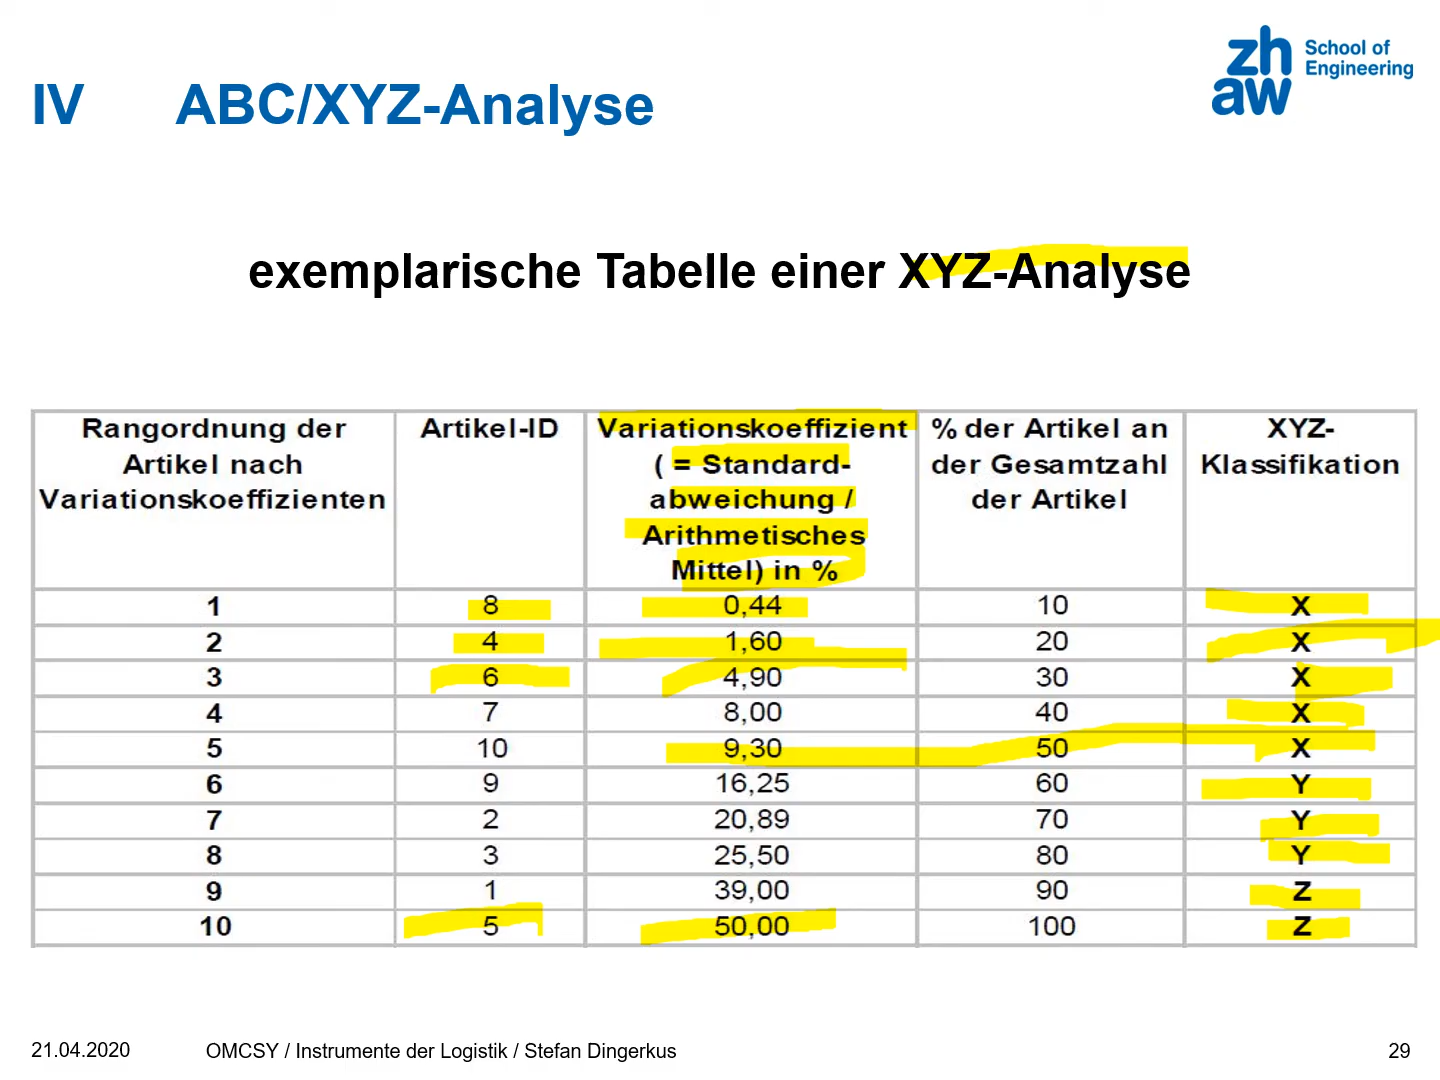 IV ABC/XYZ-Analyse
zh
aw
School of
Engineering
exemplarische Tabelle einer XYZ-Analyse
Rangordnung der
Artikel nach
Variationskoeffizienten
Artikel-ID
Variationskoeffizient
( = Standard-
abweichung /
Arithmetisches
Mittel) in %
% der Artikel an
der Gesamtzahl
der Artikel
XYZ-
Klassifikation
1 8 0,44 10 X
2 4 1,60 20 X
3 6 4,90 30 X
4 7 8,00 40 X
5 10 9,30 50 X
6 9 16,25 60 Y
7 2 20,89 70 Y
8 3 25,50 80 Y
9 1 39,00 90 Z
10 5 50,00 100 Z
21.04.2020 OMCSY / Instrumente der Logistik / Stefan Dingerkus 29